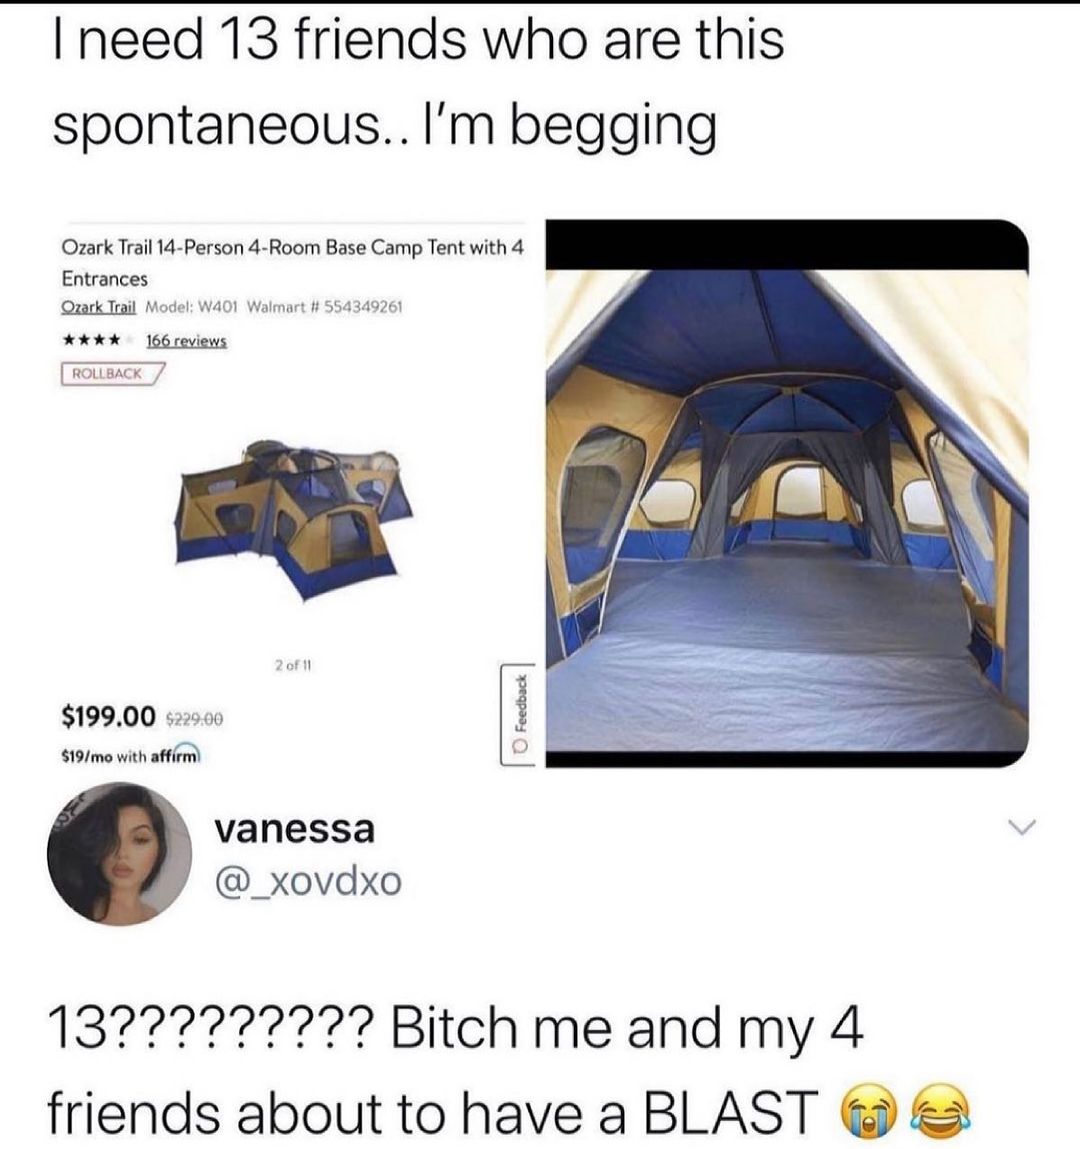 I need 13 friends who are this
spontaneous.. I'm begging
Ozark Trail 14-Person 4-Room Base Camp Tent with 4
Entrances
Ozark Trail Model: W401 Walmart # 554349261
★★★★ 166 reviews
ROLLBACK
2 of 11
Feedback
$199.00 $229.00
$19/mo with affirm
vanessa
@_xovdxo
13????????? Bitch me and my 4
friends about to have a BLAST 😭😂